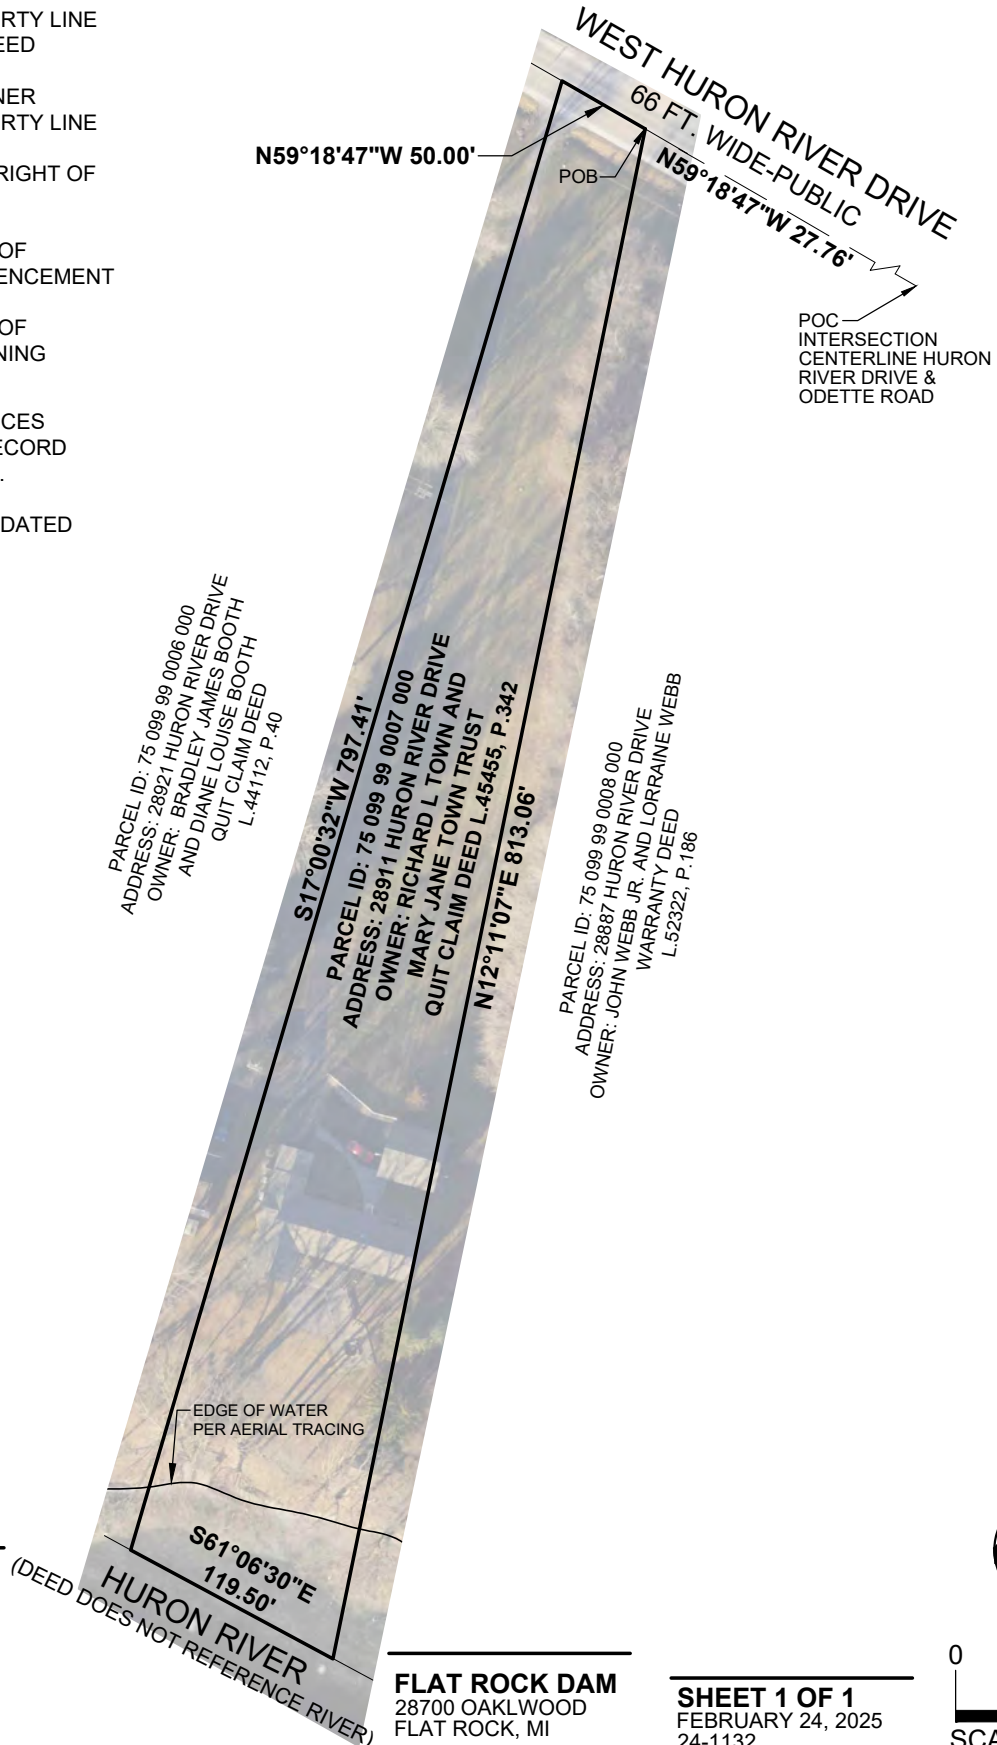 RTY LINE
EED
NER
RTY LINE
RIGHT OF
OF
ENCEMENT
OF
NING
CES
ECORD
.
DATED
WEST HURON RIVER DRIVE
66 FT. WIDE-PUBLIC
N59°18'47"W 50.00'
POB
N59°18'47"W 27.76'
POC
INTERSECTION
CENTERLINE HURON
RIVER DRIVE &
ODETTE ROAD
PARCEL ID: 75 099 99 0006 000
ADDRESS: 28921 HURON RIVER DRIVE
OWNER: BRADLEY JAMES BOOTH
AND DIANE LOUISE BOOTH
QUIT CLAIM DEED
L.44112, P.40
S17°00'32"W 797.41'
PARCEL ID: 75 099 99 0007 000
ADDRESS: 28911 HURON RIVER DRIVE
OWNER: RICHARD L TOWN AND
MARY JANE TOWN TRUST
QUIT CLAIM DEED L.45455, P.342
N12°11'07"E 813.06'
PARCEL ID: 75 099 99 0008 000
ADDRESS: 28887 HURON RIVER DRIVE
OWNER: JOHN WEBB JR. AND LORRAINE WEBB
WARRANTY DEED
L.52322, P.186
EDGE OF WATER
PER AERIAL TRACING
S61°06'30"E
119.50'
HURON RIVER
(DEED DOES NOT REFERENCE RIVER)
FLAT ROCK DAM
28700 OAKLWOOD
FLAT ROCK, MI
SHEET 1 OF 1
FEBRUARY 24, 2025
24-1132
0
SCA